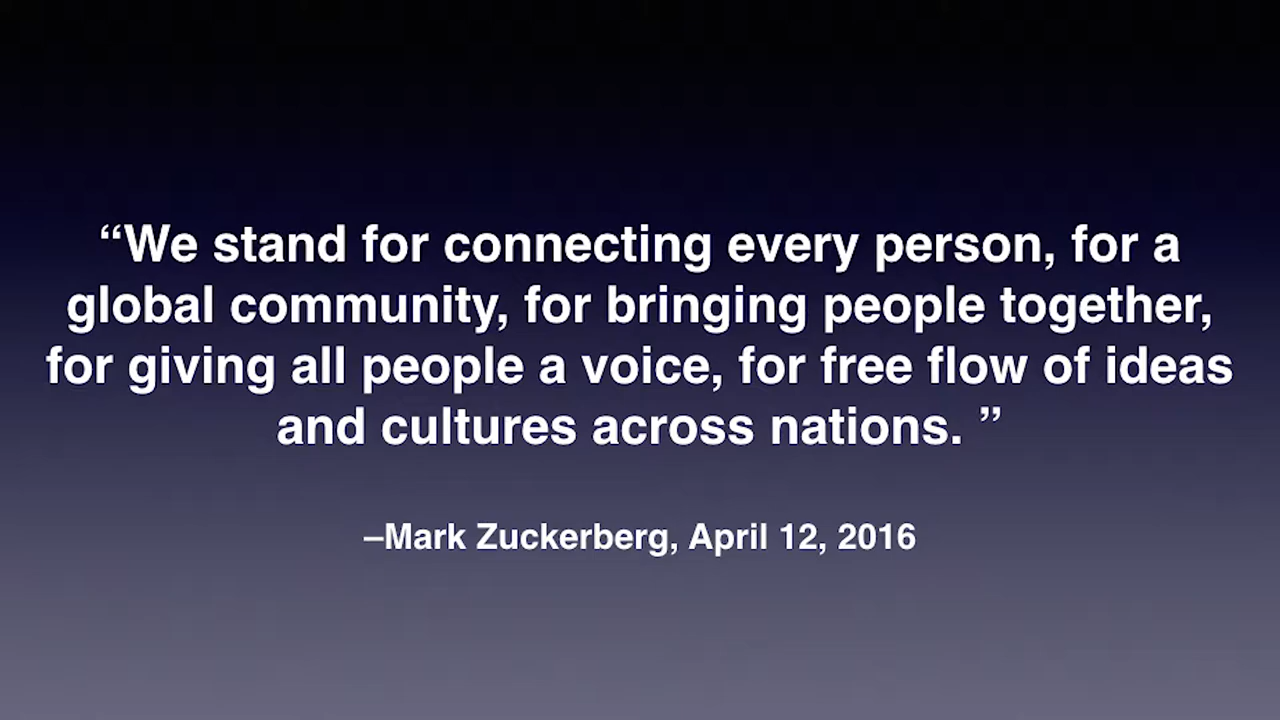 “We stand for connecting every person, for a
global community, for bringing people together,
for giving all people a voice, for free flow of ideas
and cultures across nations. ”
–Mark Zuckerberg, April 12, 2016